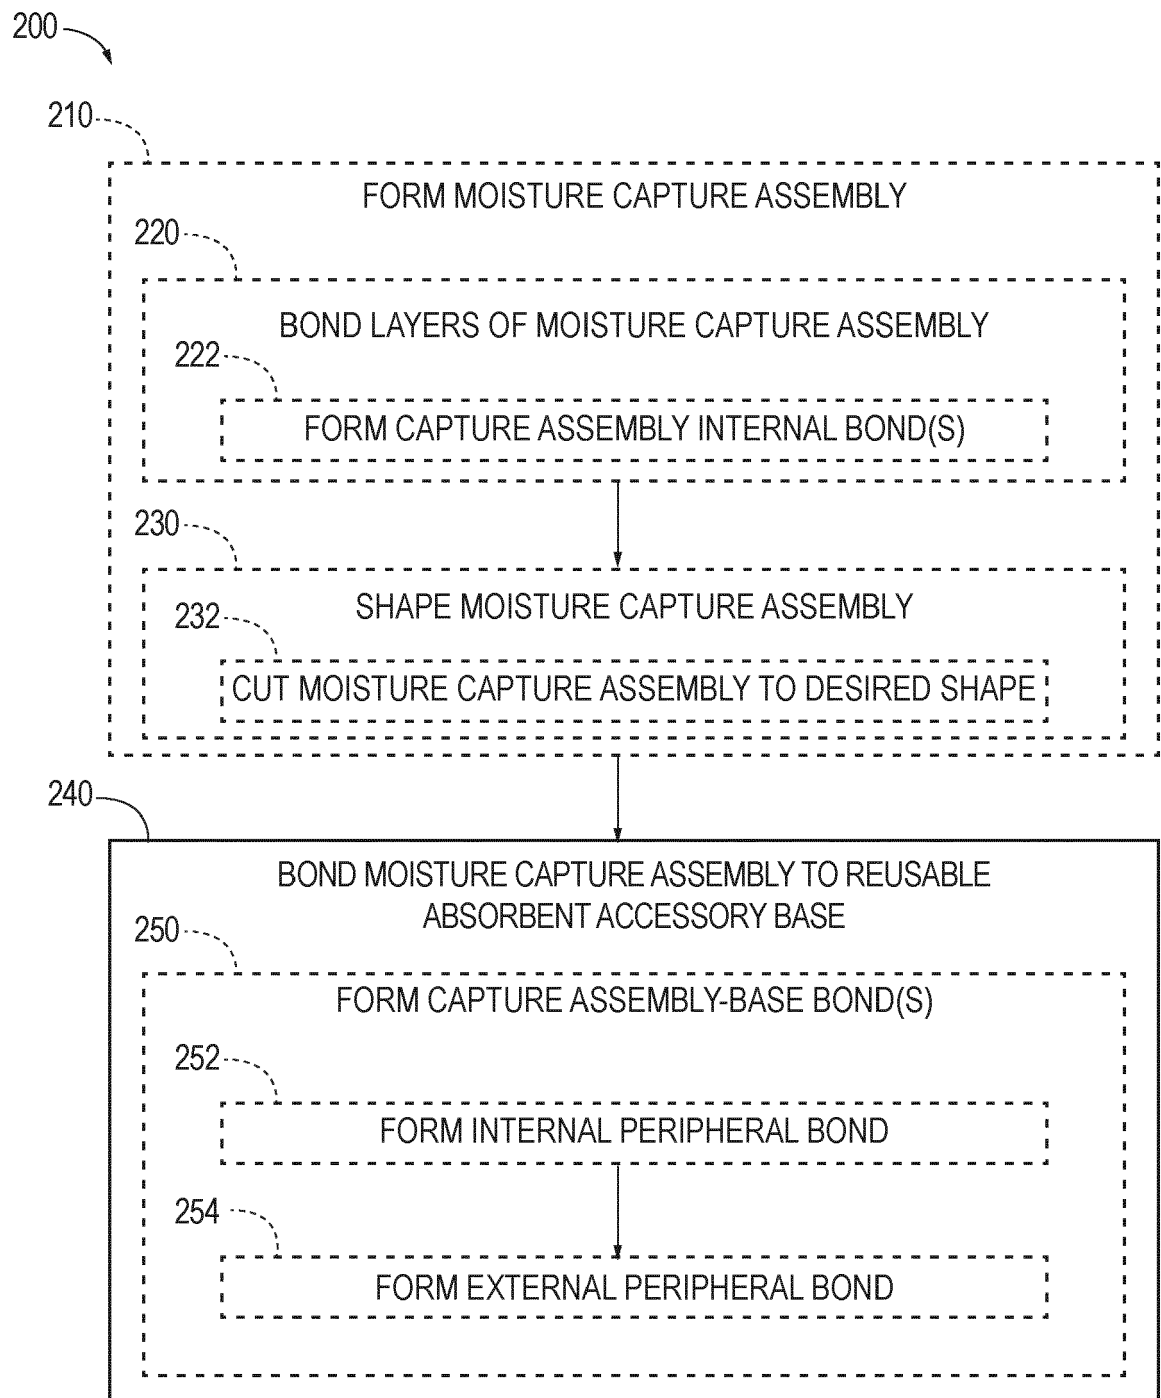 200
210
FORM MOISTURE CAPTURE ASSEMBLY
220
BOND LAYERS OF MOISTURE CAPTURE ASSEMBLY
222
FORM CAPTURE ASSEMBLY INTERNAL BOND(S)
230
SHAPE MOISTURE CAPTURE ASSEMBLY
232
CUT MOISTURE CAPTURE ASSEMBLY TO DESIRED SHAPE
240
BOND MOISTURE CAPTURE ASSEMBLY TO REUSABLE
ABSORBENT ACCESSORY BASE
250
FORM CAPTURE ASSEMBLY-BASE BOND(S)
252
FORM INTERNAL PERIPHERAL BOND
254
FORM EXTERNAL PERIPHERAL BOND